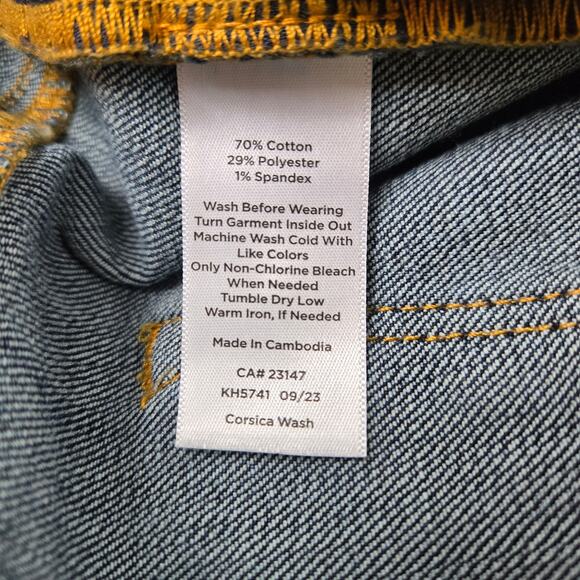 70% Cotton
29% Polyester
1% Spandex
Wash Before Wearing
Turn Garment Inside Out
Machine Wash Cold With
Like Colors
Only Non-Chlorine Bleach
When Needed
Tumble Dry Low
Warm Iron, If Needed
Made In Cambodia
CA# 23147
KH5741 09/23
Corsica Wash